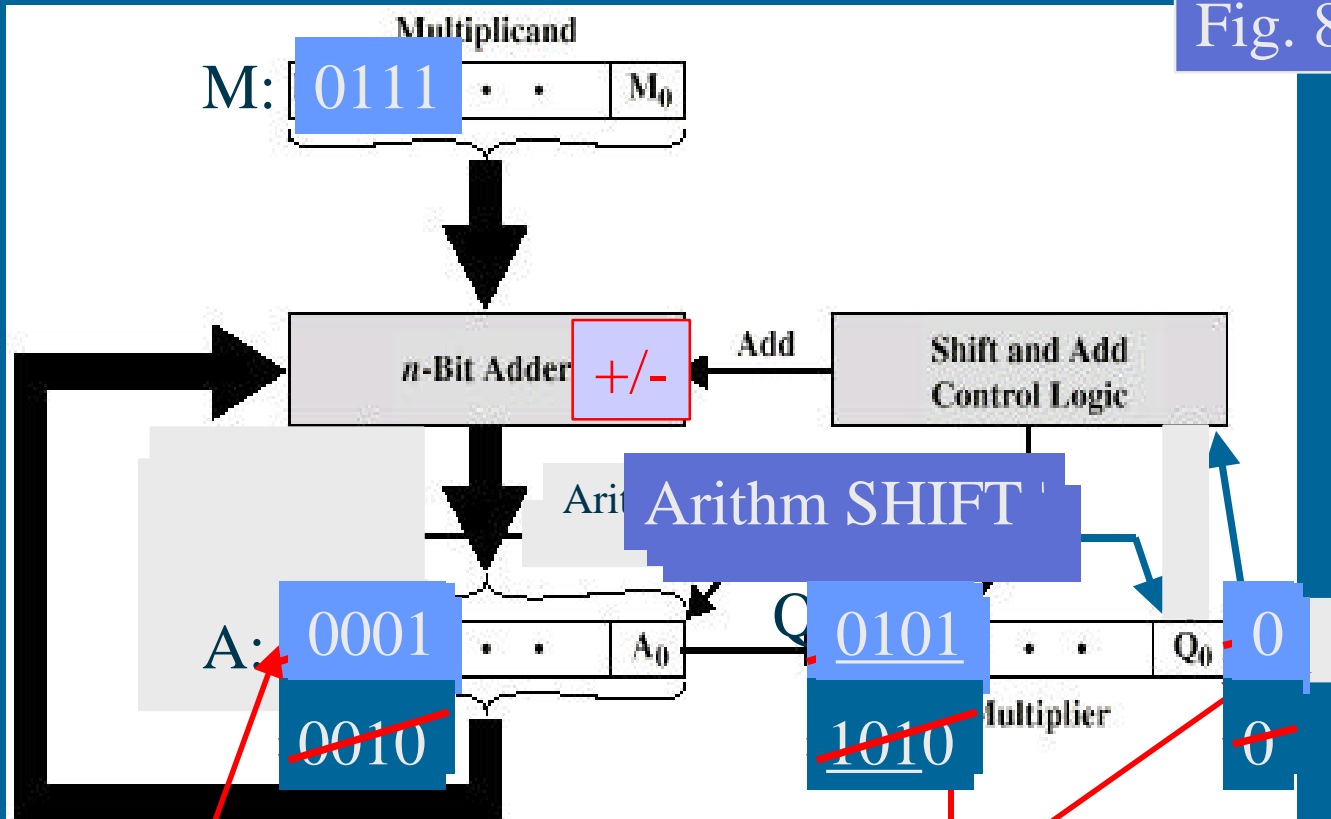 Fig. 8
Multiplicand
M: 0111 • • M₀
n-Bit Adder +/- Add Shift and Add
Control Logic
Arithm SHIFT
A: 0001 • • A₀ Q 0101 • • Q₀ 0
Multiplier
0010 1010 0